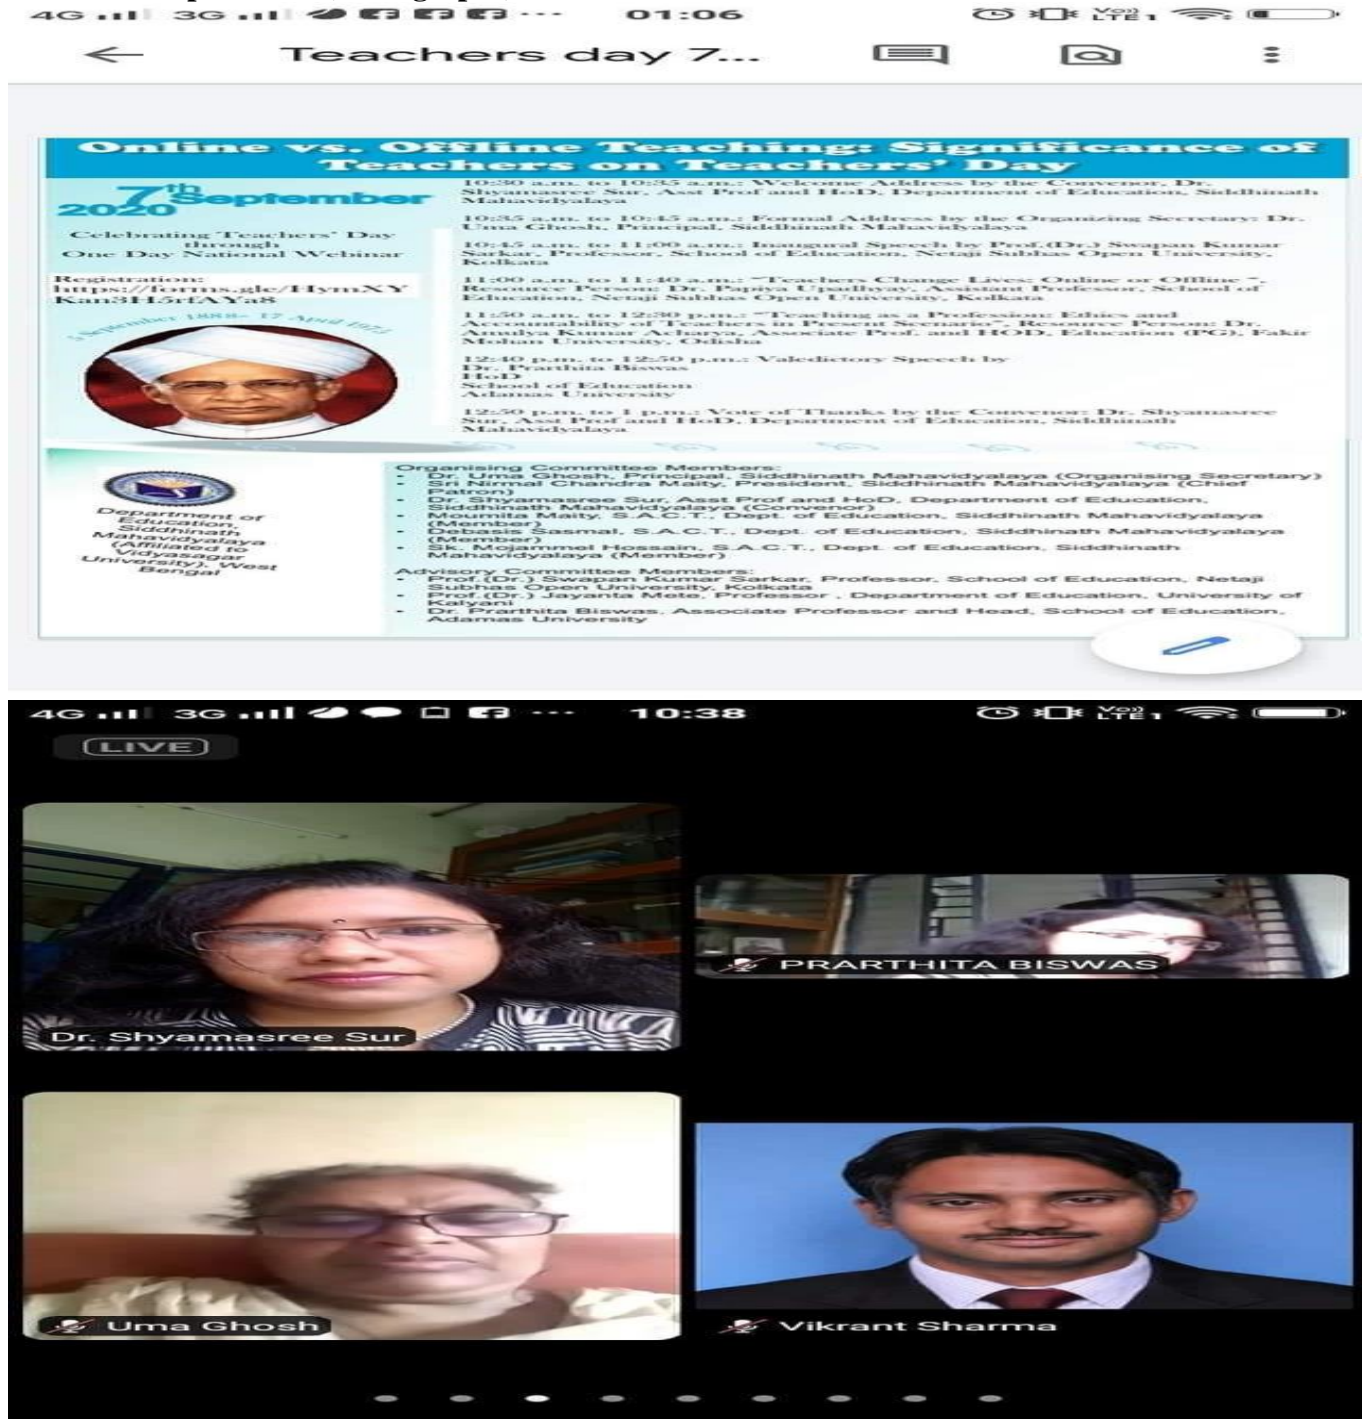 4G 3G 01:06 VoLTE 1
Teachers day 7...
Online vs. Offline Teaching: Significance of
Teachers on Teachers' Day
7th September
2020
Celebrating Teachers' Day
through
One Day National Webinar
Registration:
https://forms.gle/HymXY
Kan3H5rfAYa8
5 September 1888- 17 April 1975
10:30 a.m. to 10:35 a.m.: Welcome Address by the Convenor, Dr.
Shyamasree Sur, Asst Prof and HoD, Department of Education, Siddhinath
Mahavidyalaya
10:35 a.m. to 10:45 a.m.: Formal Address by the Organizing Secretary: Dr.
Uma Ghosh, Principal, Siddhinath Mahavidyalaya
10:45 a.m. to 11:00 a.m.: Inaugural Speech by Prof.(Dr.) Swapan Kumar
Sarkar, Professor, School of Education, Netaji Subhas Open University,
Kolkata
11:00 a.m. to 11:40 a.m.: "Teachers Change Lives: Online or Offline ",
Resource Person: Dr. Papiya Upadhyay, Assistant Professor, School of
Education, Netaji Subhas Open University, Kolkata
11:50 a.m. to 12:30 p.m.: "Teaching as a Profession: Ethics and
Accountability of Teachers in Present Scenario", Resource Person: Dr.
Amulya Kumar Acharya, Associate Prof. and HOD, Education (PG), Fakir
Mohan University, Odisha
12:40 p.m. to 12:50 p.m.: Valedictory Speech by
Dr. Prarthita Biswas
HoD
School of Education
Adamas University
12:50 p.m. to 1 p.m.: Vote of Thanks by the Convenor: Dr. Shyamasree
Sur, Asst Prof and HoD, Department of Education, Siddhinath
Mahavidyalaya
Department of
Education,
Siddhinath
Mahavidyalaya
(Affiliated to
Vidyasagar
University), West
Bengal
Organising Committee Members:
• Dr. Uma Ghosh, Principal, Siddhinath Mahavidyalaya (Organising Secretary)
• Sri Nirmal Chandra Maity, President, Siddhinath Mahavidyalaya (Chief
Patron)
• Dr. Shyamasree Sur, Asst Prof and HoD, Department of Education,
Siddhinath Mahavidyalaya (Convenor)
• Moumita Maity, S.A.C.T., Dept. of Education, Siddhinath Mahavidyalaya
(Member)
• Debasis Sasmal, S.A.C.T., Dept. of Education, Siddhinath Mahavidyalaya
(Member)
• Sk. Mojammel Hossain, S.A.C.T., Dept. of Education, Siddhinath
Mahavidyalaya (Member)
Advisory Committee Members:
• Prof.(Dr.) Swapan Kumar Sarkar, Professor, School of Education, Netaji
Subhas Open University, Kolkata
• Prof.(Dr.) Jayanta Mete, Professor , Department of Education, University of
Kalyani
• Dr. Prarthita Biswas, Associate Professor and Head, School of Education,
Adamas University
4G 3G 10:38 VoLTE 1
LIVE
Dr. Shyamasree Sur
PRARTHITA BISWAS
Uma Ghosh
Vikrant Sharma